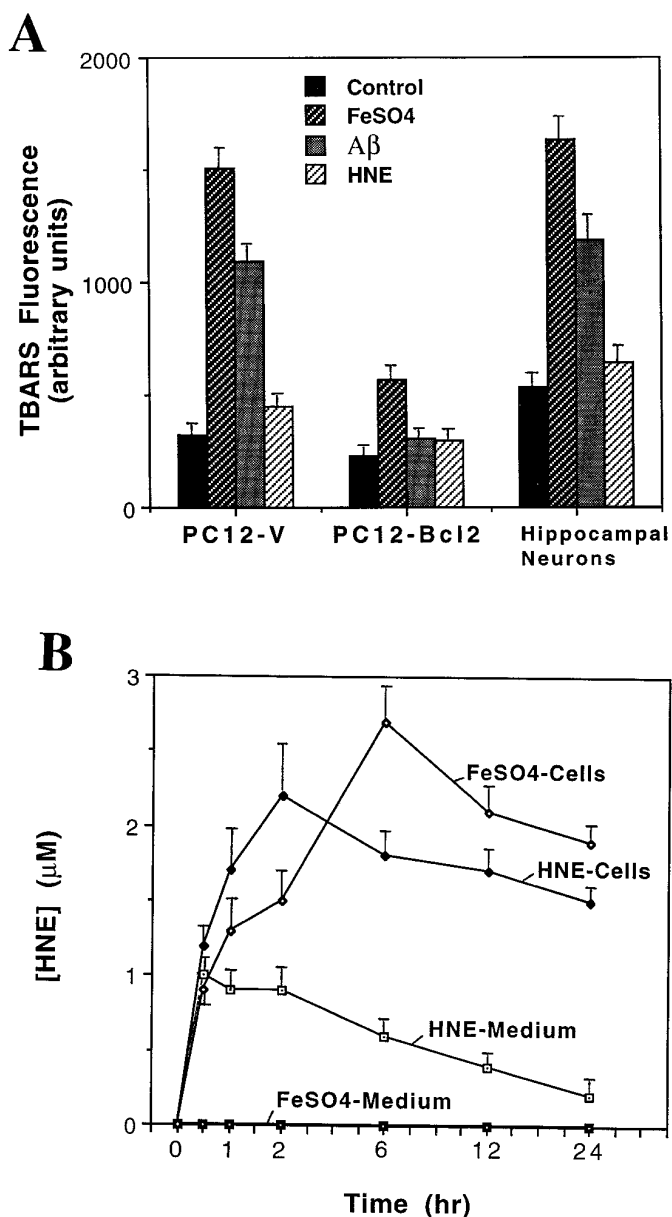 A
2000
1000
0
TBARS Fluorescence
(arbitrary units)
Control
FeSO4
Aβ
HNE
PC12-V
PC12-Bcl2
Hippocampal
Neurons
B
3
2
1
0
[HNE] (μM)
FeSO4-Cells
HNE-Cells
HNE-Medium
FeSO4-Medium
0 1 2 6 12 24
Time (hr)